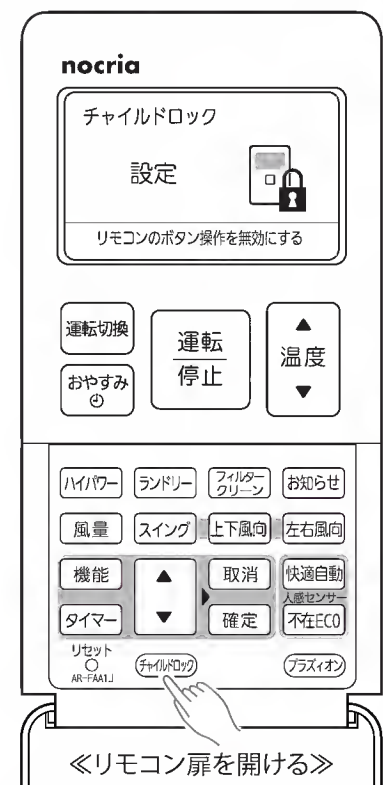 nocria
チャイルドロック
設定
リモコンのボタン操作を無効にする
運転切換
運転
停止
温度
おやすみ
ハイパワー
ランドリー
フィルター
クリーン
お知らせ
風量
スイング
上下風向
左右風向
機能
取消
快適自動
人感センサー
タイマー
確定
不在ECO
リセット
AR-FAA1J
チャイルドロック
プラズィオン
≪リモコン扉を開ける≫